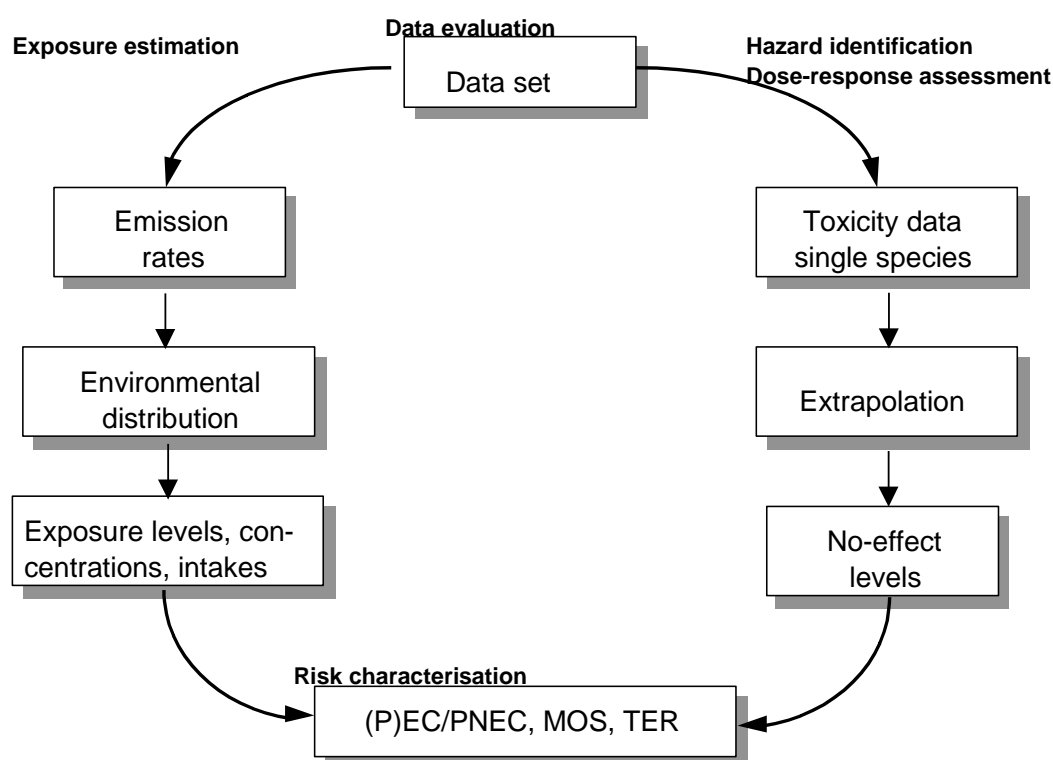 Data evaluation
Exposure estimation
Hazard identification
Dose-response assessment
Data set
Emission
rates
Toxicity data
single species
Environmental
distribution
Extrapolation
Exposure levels, con-
centrations, intakes
No-effect
levels
Risk characterisation
(P)EC/PNEC, MOS, TER